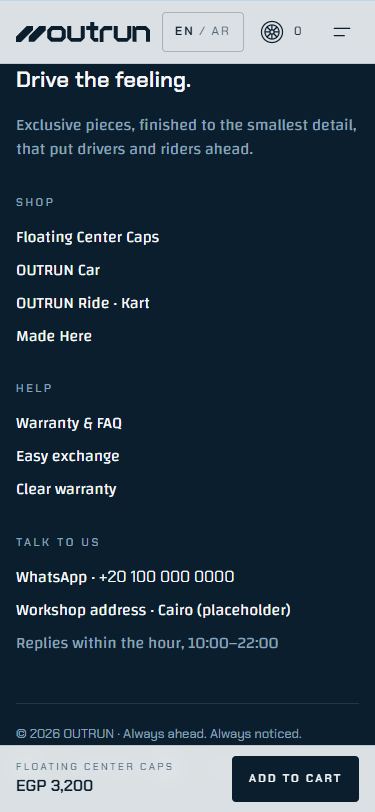 outrun
EN / AR
0
Drive the feeling.
Exclusive pieces, finished to the smallest detail,
that put drivers and riders ahead.
SHOP
Floating Center Caps
OUTRUN Car
OUTRUN Ride · Kart
Made Here
HELP
Warranty & FAQ
Easy exchange
Clear warranty
TALK TO US
WhatsApp · +20 100 000 0000
Workshop address · Cairo (placeholder)
Replies within the hour, 10:00–22:00
© 2026 OUTRUN · Always ahead. Always noticed.
FLOATING CENTER CAPS
EGP 3,200
ADD TO CART